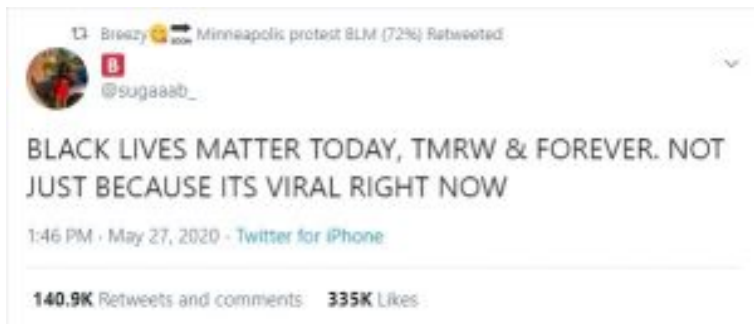 Breezy😋🔜 Minneapolis protest BLM (72%) Retweeted
B
@sugaaab_
BLACK LIVES MATTER TODAY, TMRW & FOREVER. NOT
JUST BECAUSE ITS VIRAL RIGHT NOW
1:46 PM · May 27, 2020 · Twitter for iPhone
140.9K Retweets and comments 335K Likes